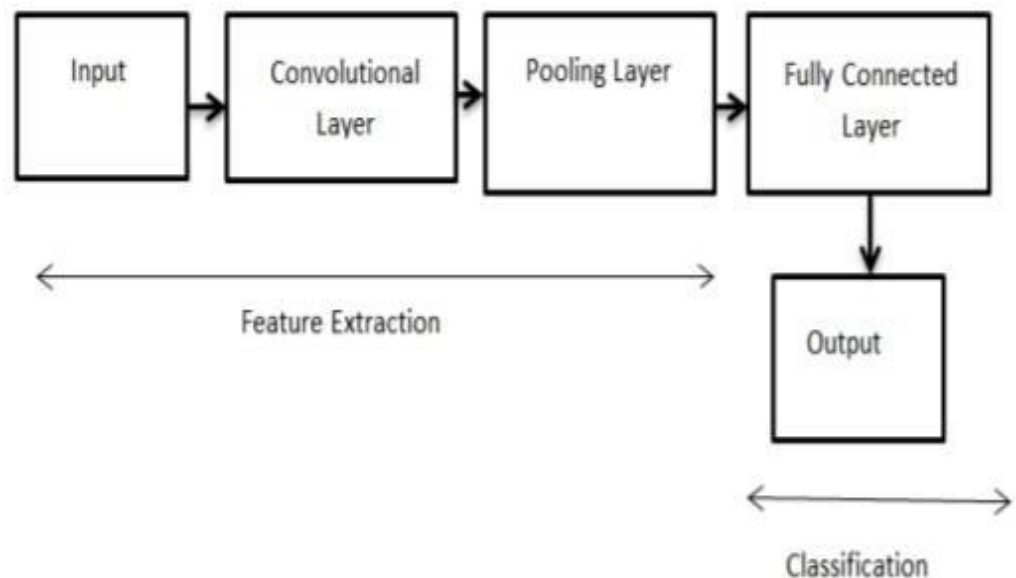 Input
Convolutional
Layer
Pooling Layer
Fully Connected
Layer
Feature Extraction
Output
Classification